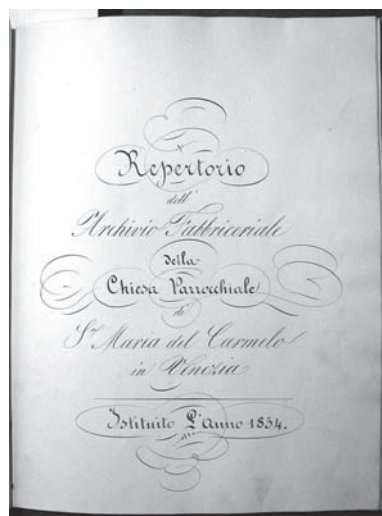 Repertorio
dell'
Archivio Fabbriceriale
della
Chiesa Parrocchiale
di
S.ta Maria del Carmelo
in Venezia
Istituito L'anno 1854.